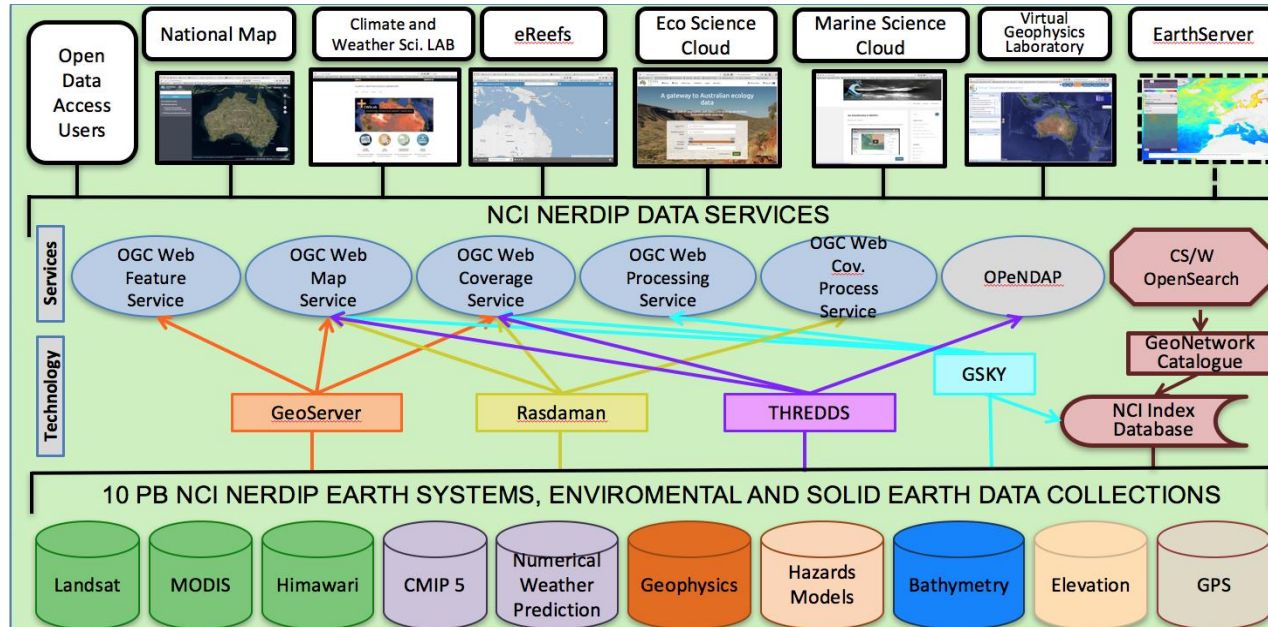 Open
Data
Access
Users
National Map
Climate and
Weather Sci. LAB
eReefs
Eco Science
Cloud
Marine Science
Cloud
Virtual
Geophysics
Laboratory
EarthServer
A gateway to Australian ecology
data
NCI NERDIP DATA SERVICES
Services
OGC Web
Feature
Service
OGC Web
Map
Service
OGC Web
Coverage
Service
OGC Web
Processing
Service
OGC Web
Cov.
Process
Service
OPeNDAP
CS/W
OpenSearch
Technology
GeoServer
Rasdaman
THREDDS
GSKY
GeoNetwork
Catalogue
NCI Index
Database
10 PB NCI NERDIP EARTH SYSTEMS, ENVIROMENTAL AND SOLID EARTH DATA COLLECTIONS
Landsat
MODIS
Himawari
CMIP 5
Numerical
Weather
Prediction
Geophysics
Hazards
Models
Bathymetry
Elevation
GPS